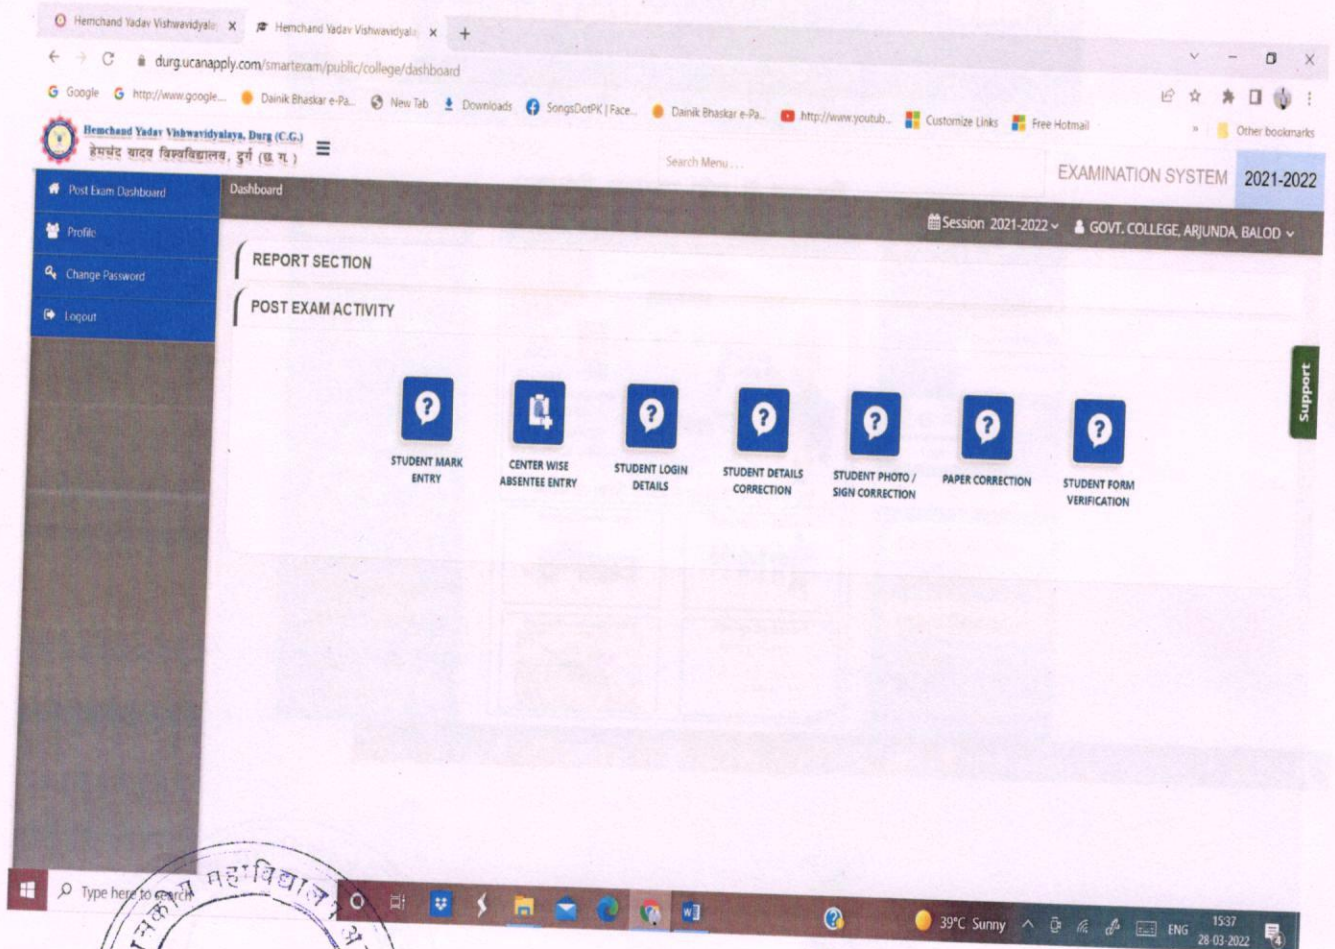 Hemchand Yadav Vishwavidyala
Hemchand Yadav Vishwavidyala
durg.ucanapply.com/smartexam/public/college/dashboard
Google
http://www.google...
Dainik Bhaskar e-Pa...
New Tab
Downloads
SongsDotPK | Face...
Dainik Bhaskar e-Pa...
http://www.youtub...
Customize Links
Free Hotmail
»
Other bookmarks
Hemchand Yadav Vishwavidyalaya, Durg (C.G.)
हेमचंद यादव विश्वविद्यालय, दुर्ग (छ. ग. )
Search Menu . . .
EXAMINATION SYSTEM
2021-2022
Post Exam Dashboard
Profile
Change Password
Logout
Dashboard
Session 2021-2022
GOVT. COLLEGE, ARJUNDA, BALOD
REPORT SECTION
POST EXAM ACTIVITY
STUDENT MARK
ENTRY
CENTER WISE
ABSENTEE ENTRY
STUDENT LOGIN
DETAILS
STUDENT DETAILS
CORRECTION
STUDENT PHOTO /
SIGN CORRECTION
PAPER CORRECTION
STUDENT FORM
VERIFICATION
Support
Type here to search
39°C Sunny
ENG
15:37
28-03-2022
4